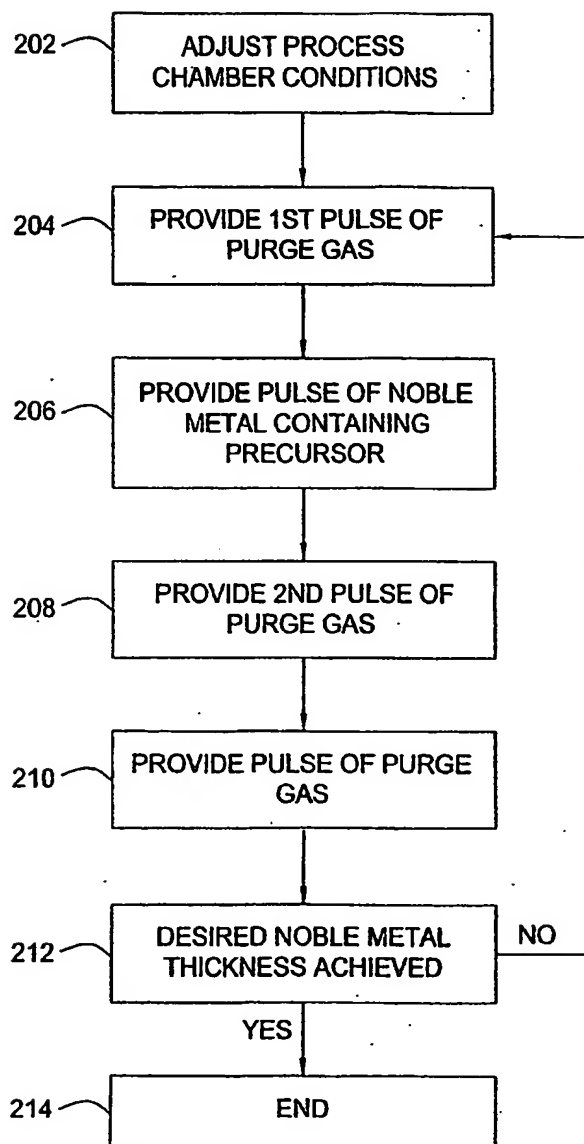 202
ADJUST PROCESS
CHAMBER CONDITIONS
204
PROVIDE 1ST PULSE OF
PURGE GAS
206
PROVIDE PULSE OF NOBLE
METAL CONTAINING
PRECURSOR
208
PROVIDE 2ND PULSE OF
PURGE GAS
210
PROVIDE PULSE OF PURGE
GAS
212
DESIRED NOBLE METAL
THICKNESS ACHIEVED
NO
YES
214
END